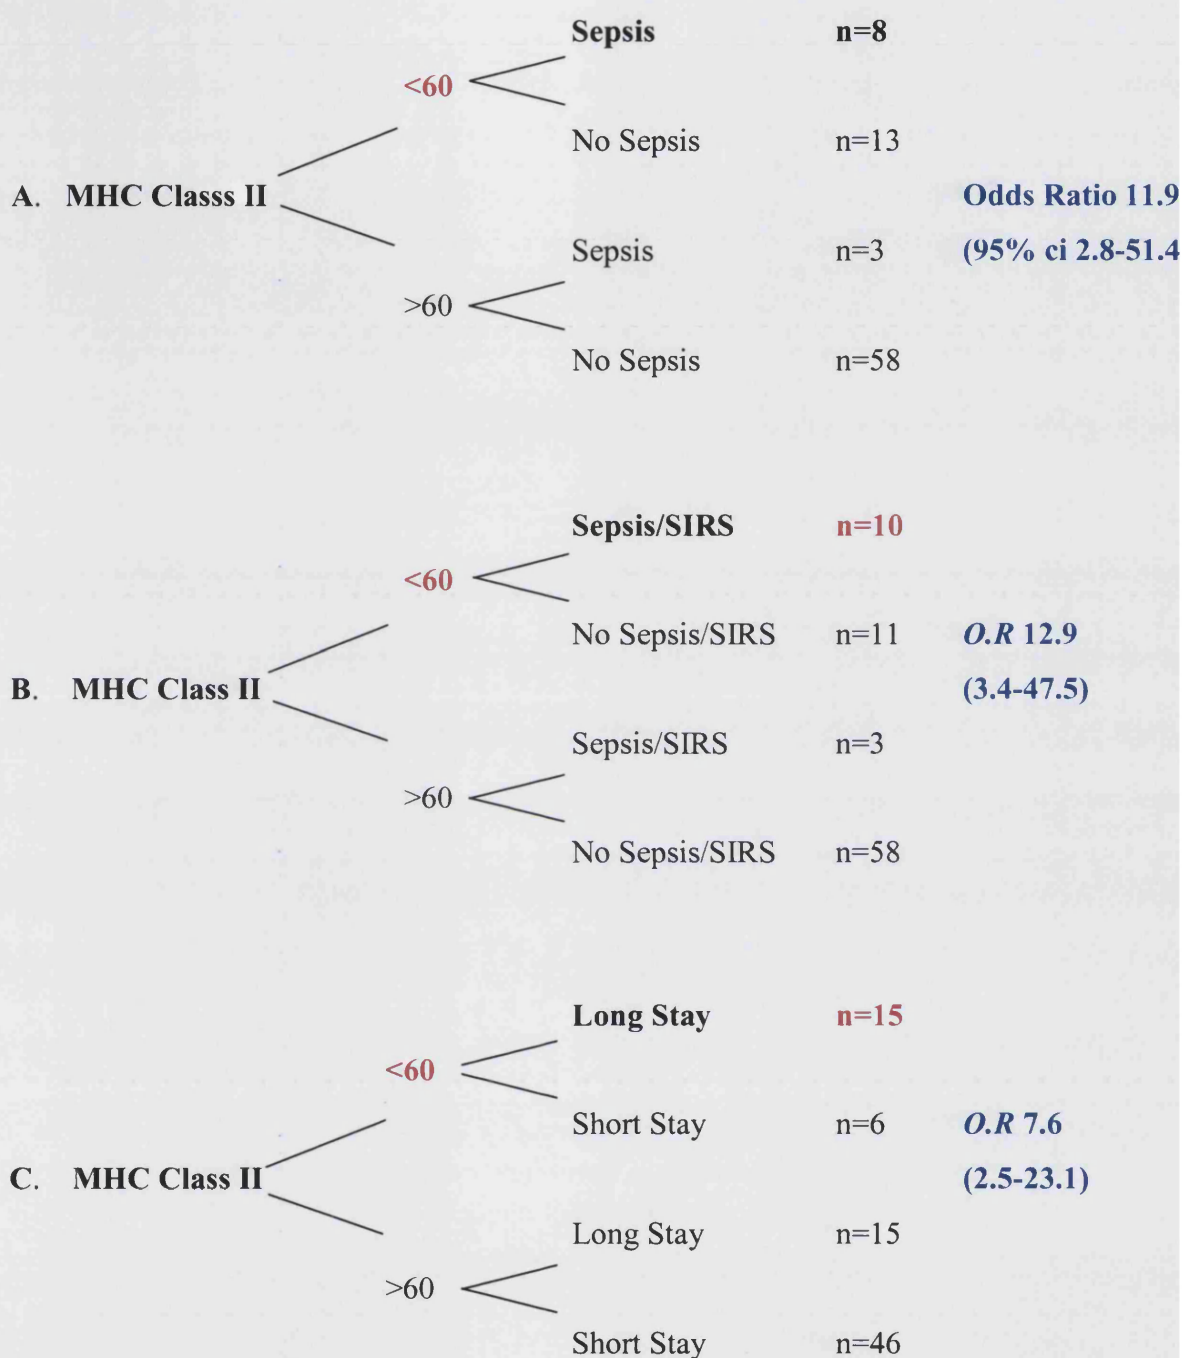 Sepsis n=8
<60
No Sepsis n=13
A. MHC Classs II Odds Ratio 11.9
Sepsis n=3 (95% ci 2.8-51.4
>60
No Sepsis n=58
Sepsis/SIRS n=10
<60
No Sepsis/SIRS n=11 O.R 12.9
B. MHC Class II (3.4-47.5)
Sepsis/SIRS n=3
>60
No Sepsis/SIRS n=58
Long Stay n=15
<60
Short Stay n=6 O.R 7.6
C. MHC Class II (2.5-23.1)
Long Stay n=15
>60
Short Stay n=46